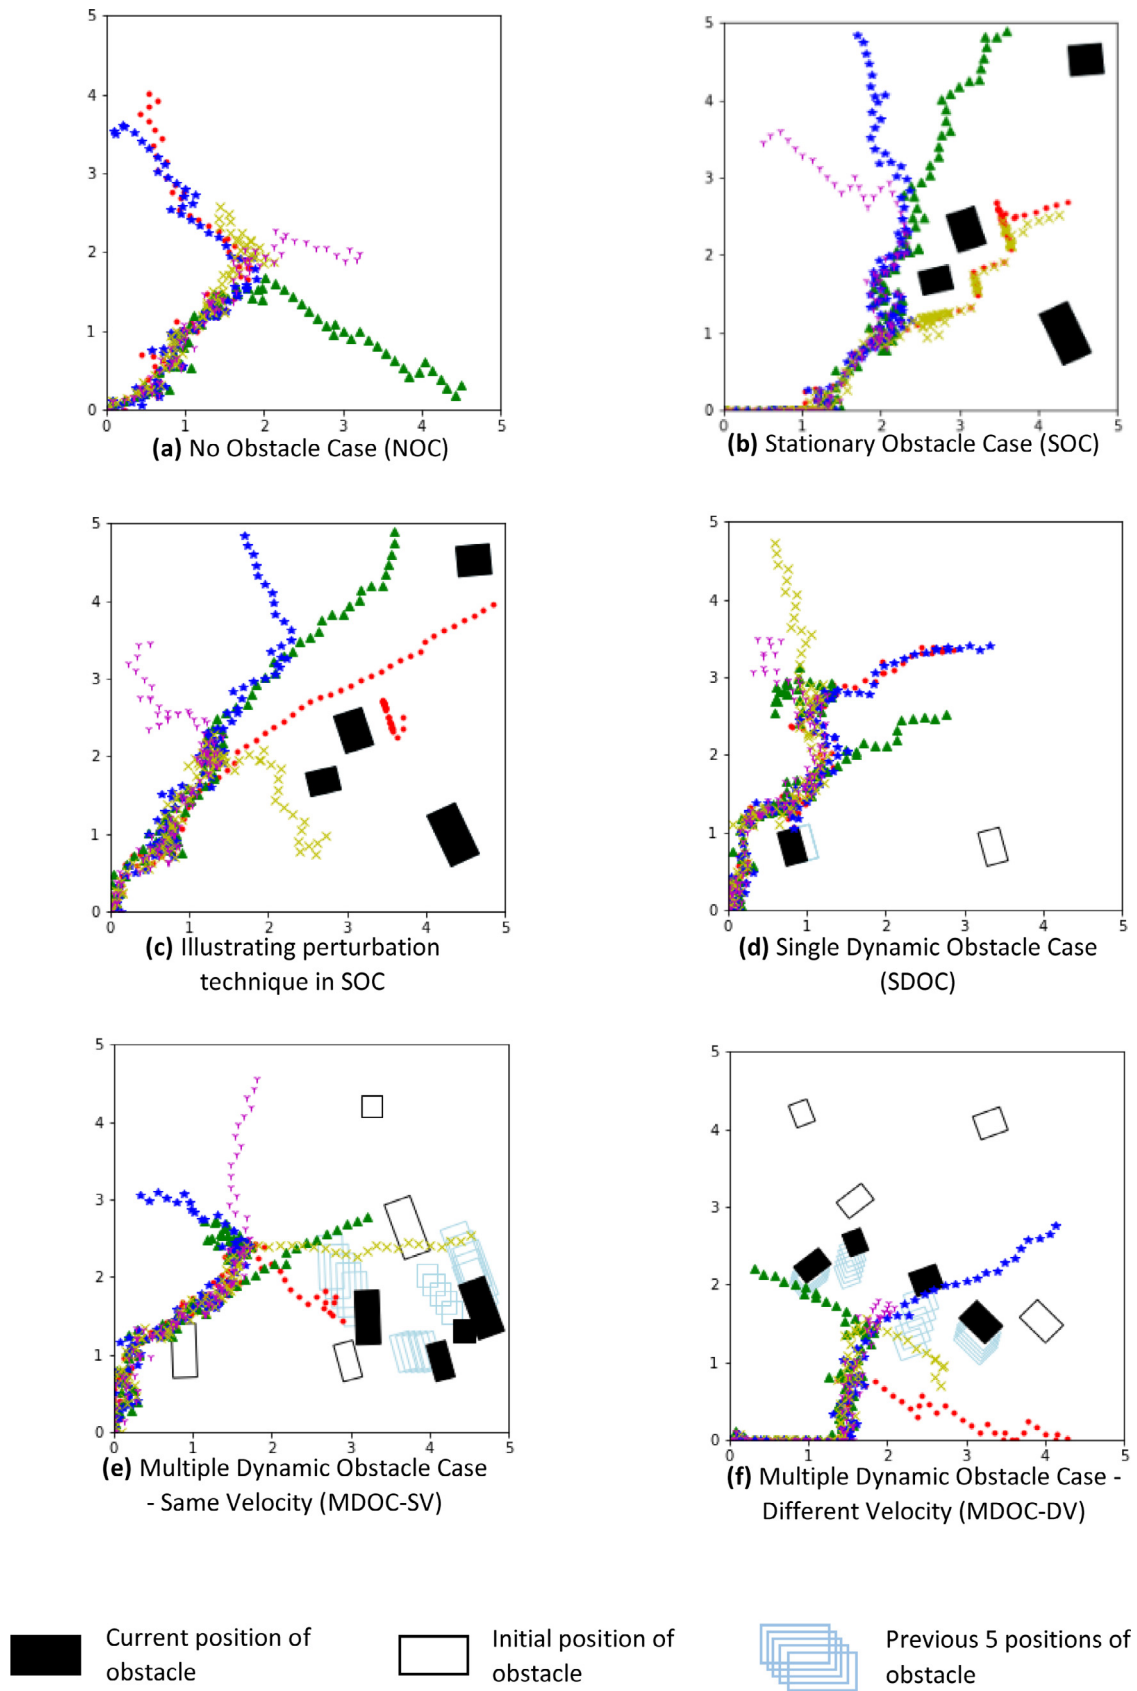 5
4
3
2
1
0
0 1 2 3 4 5
(a) No Obstacle Case (NOC)
5
4
3
2
1
0
0 1 2 3 4 5
(b) Stationary Obstacle Case (SOC)
5
4
3
2
1
0
0 1 2 3 4 5
(c) Illustrating perturbation
technique in SOC
5
4
3
2
1
0
0 1 2 3 4 5
(d) Single Dynamic Obstacle Case
(SDOC)
5
4
3
2
1
0
0 1 2 3 4 5
(e) Multiple Dynamic Obstacle Case
- Same Velocity (MDOC-SV)
5
4
3
2
1
0
0 1 2 3 4 5
(f) Multiple Dynamic Obstacle Case -
Different Velocity (MDOC-DV)
Current position of
obstacle
Initial position of
obstacle
Previous 5 positions of
obstacle